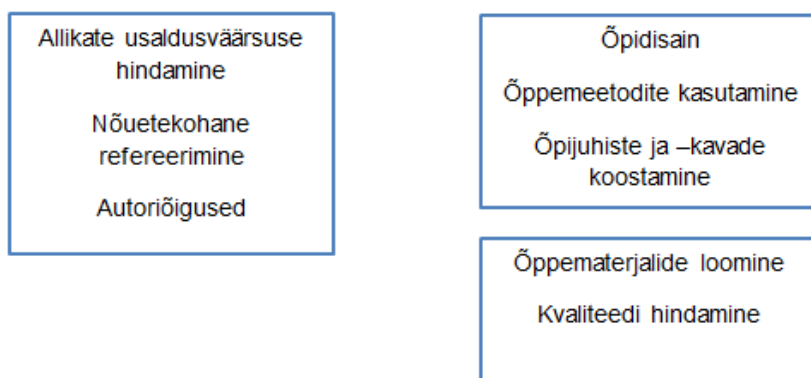 Allikate usaldusväärsuse
hindamine
Nõuetekohane
refereerimine
Autoriõigused
Õpidisain
Õppemeetodite kasutamine
Õpijuhiste ja –kavade
koostamine
Õppematerjalide loomine
Kvaliteedi hindamine